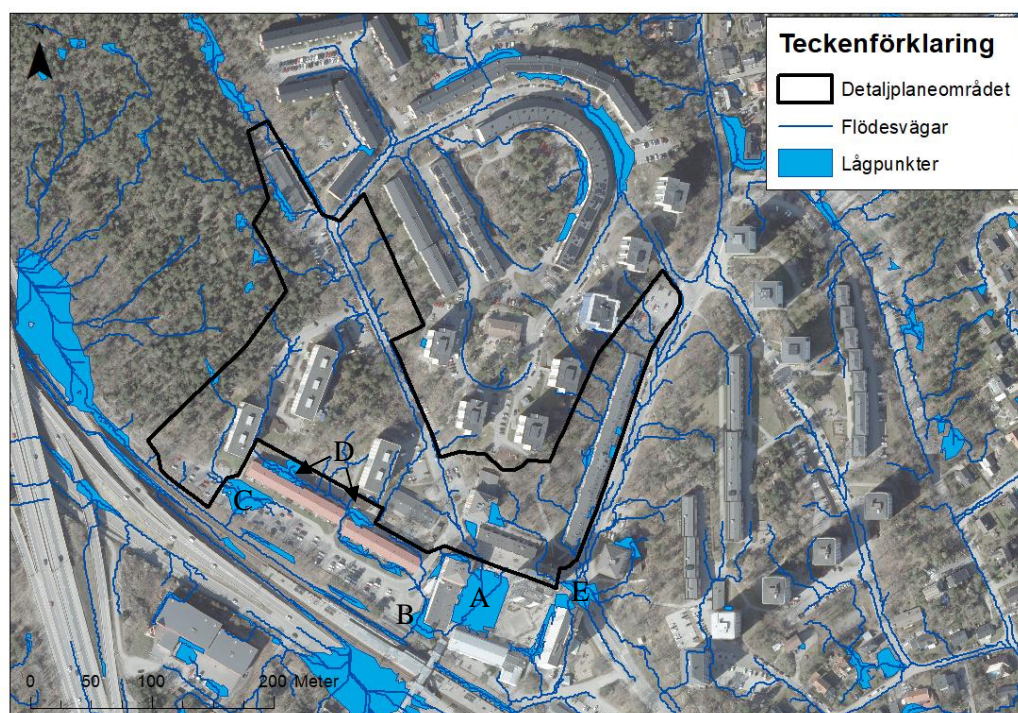 Teckenförklaring
Detaljplaneområdet
Flödesvägar
Lågpunkter
D
C
B
A
E
0 50 100 200 Meter